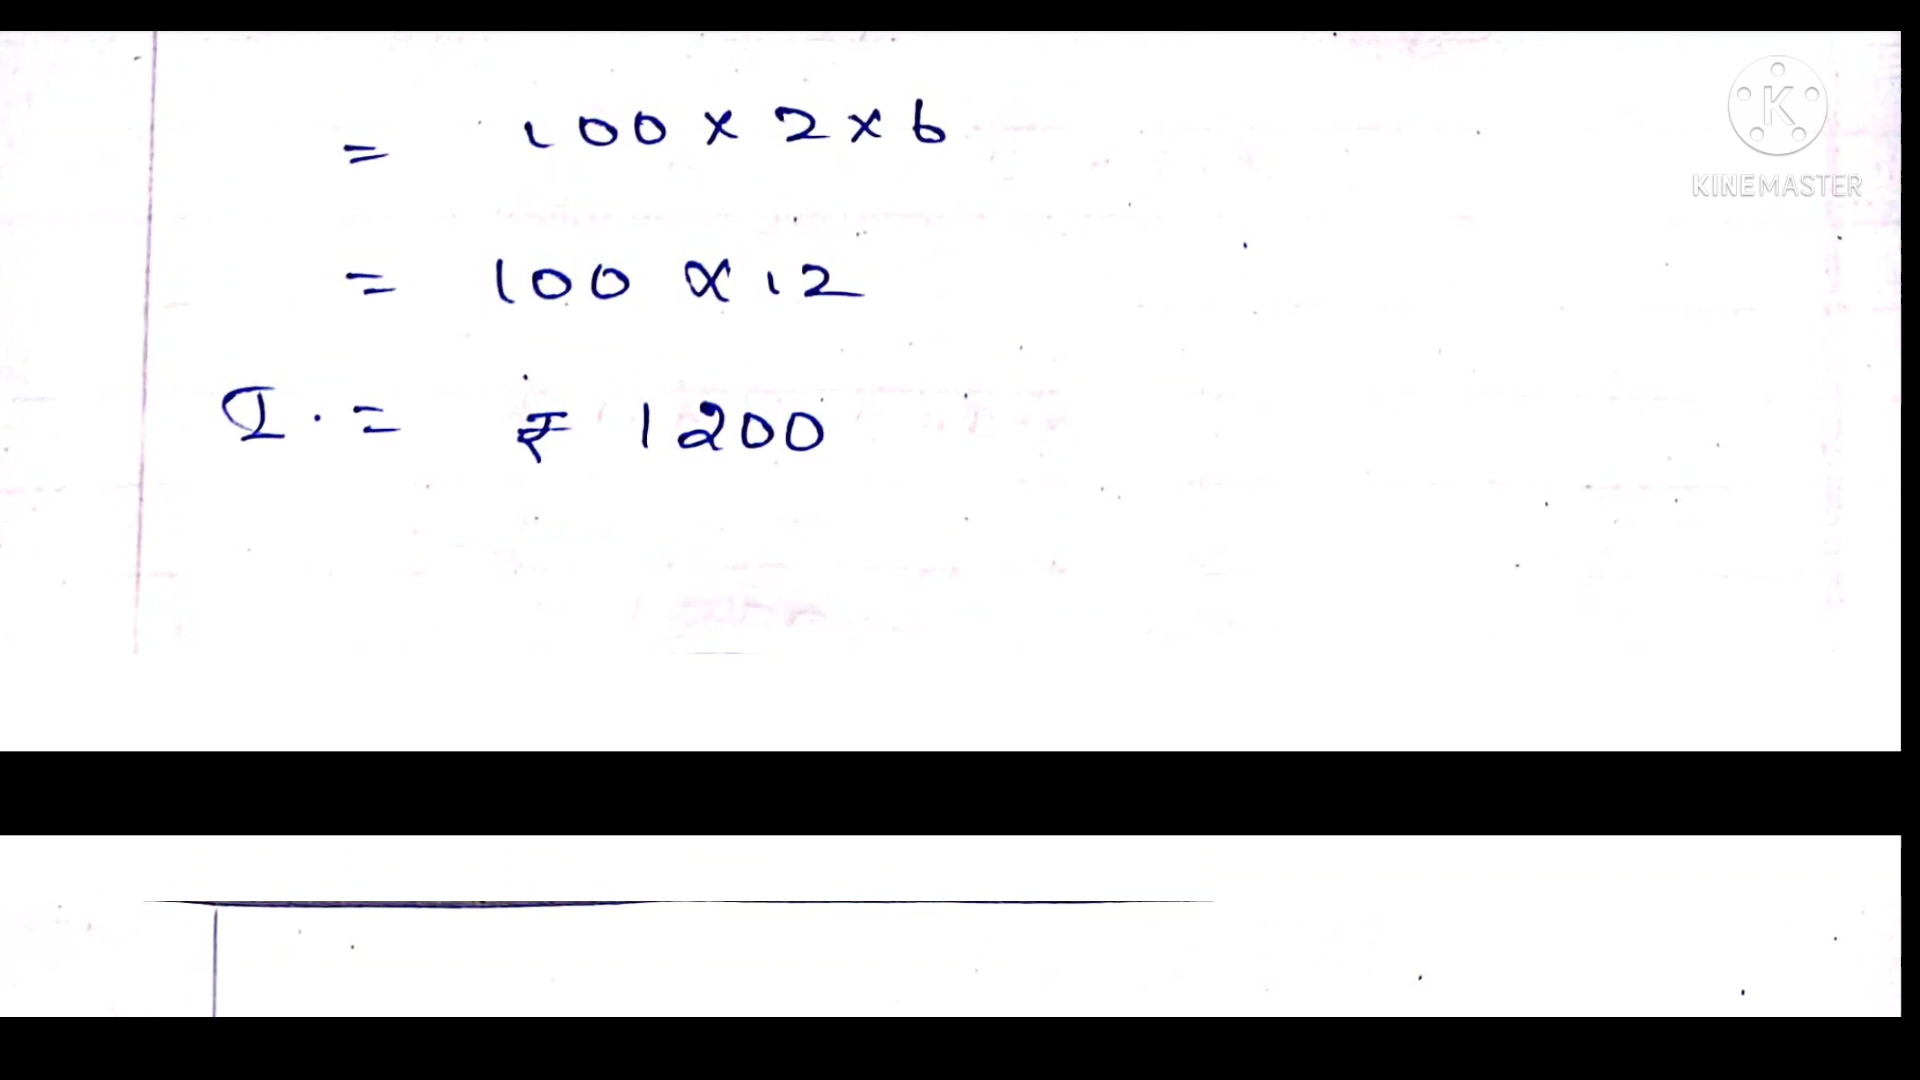 = 100 × 2 × 6
= 100 × 12
I. = ₹ 1200
K
KINEMASTER